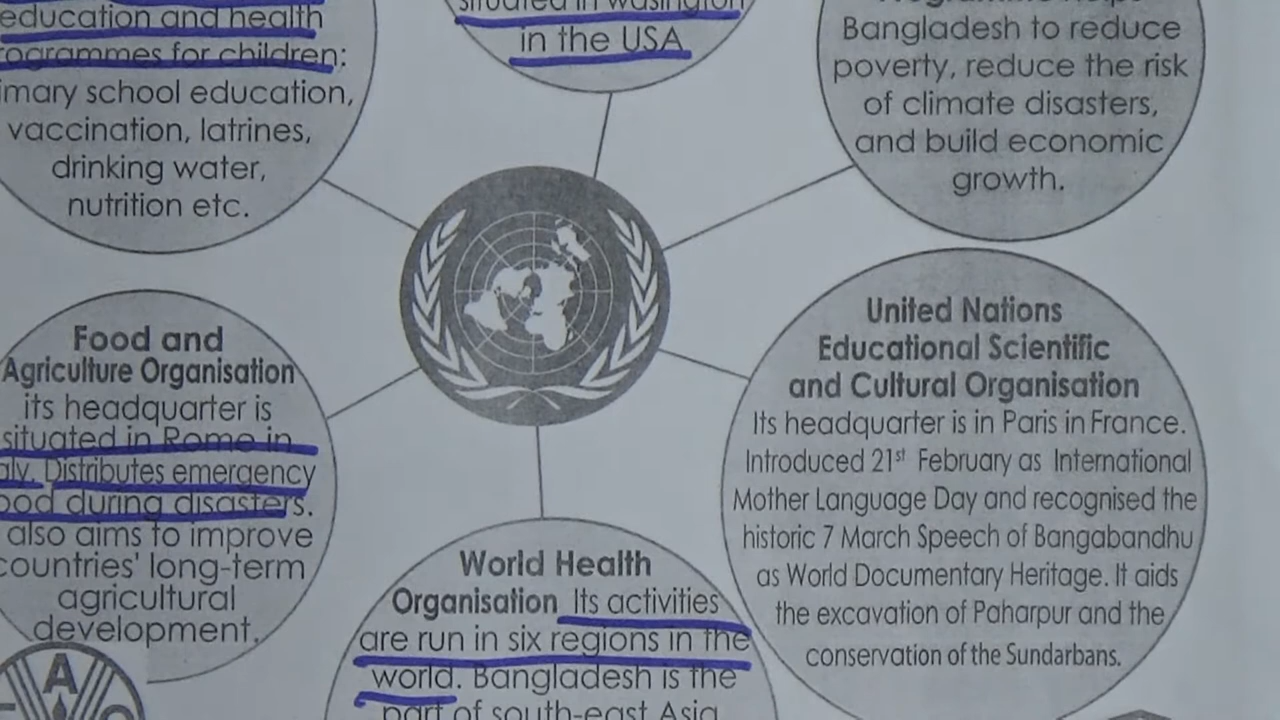 education and health
programmes for children:
primary school education,
vaccination, latrines,
drinking water,
nutrition etc.
situated in Wasington
in the USA
Bangladesh to reduce
poverty, reduce the risk
of climate disasters,
and build economic
growth.
Food and
Agriculture Organisation
its headquarter is
situated in Rome in
Italy. Distributes emergency
food during disasters.
also aims to improve
countries' long-term
agricultural
development.
F A O
World Health
Organisation Its activities
are run in six regions in the
world. Bangladesh is the
part of south-east Asia
United Nations
Educational Scientific
and Cultural Organisation
Its headquarter is in Paris in France.
Introduced 21st February as International
Mother Language Day and recognised the
historic 7 March Speech of Bangabandhu
as World Documentary Heritage. It aids
the excavation of Paharpur and the
conservation of the Sundarbans.